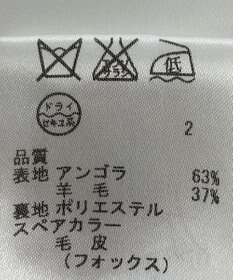 エンソ
サラシ
低
ドライ
セキユ系
2
品質
表地 アンゴラ 63%
羊毛 37%
裏地 ポリエステル
スペアカラー
毛皮
(フォックス)